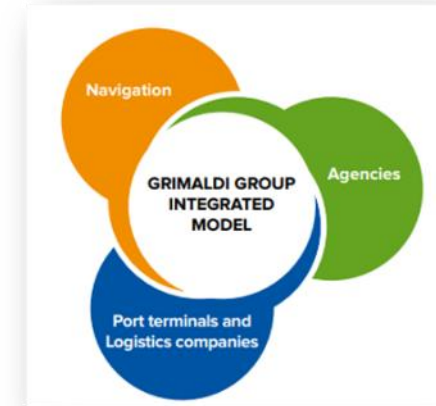 Navigation
Agencies
GRIMALDI GROUP
INTEGRATED
MODEL
Port terminals and
Logistics companies